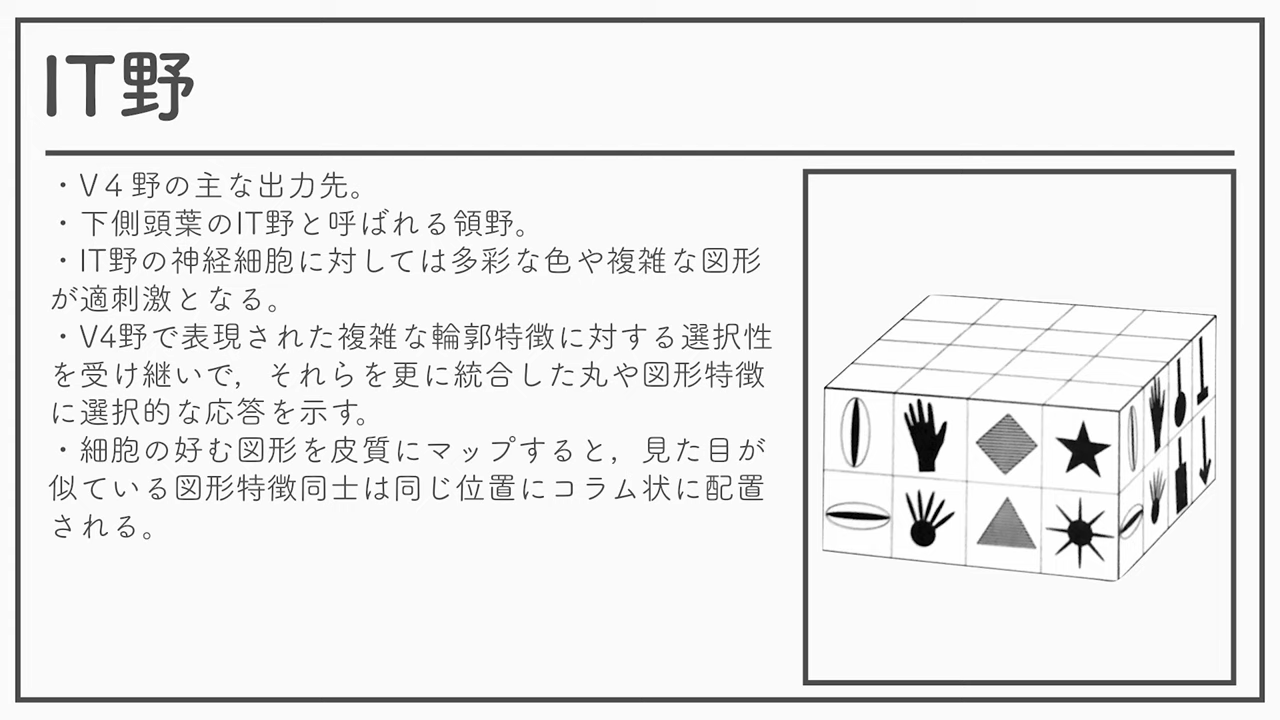 IT野
・V４野の主な出力先。
・下側頭葉のIT野と呼ばれる領野。
・IT野の神経細胞に対しては多彩な色や複雑な図形
が適刺激となる。
・V4野で表現された複雑な輪郭特徴に対する選択性
を受け継いで，それらを更に統合した丸や図形特徴
に選択的な応答を示す。
・細胞の好む図形を皮質にマップすると，見た目が
似ている図形特徴同士は同じ位置にコラム状に配置
される。